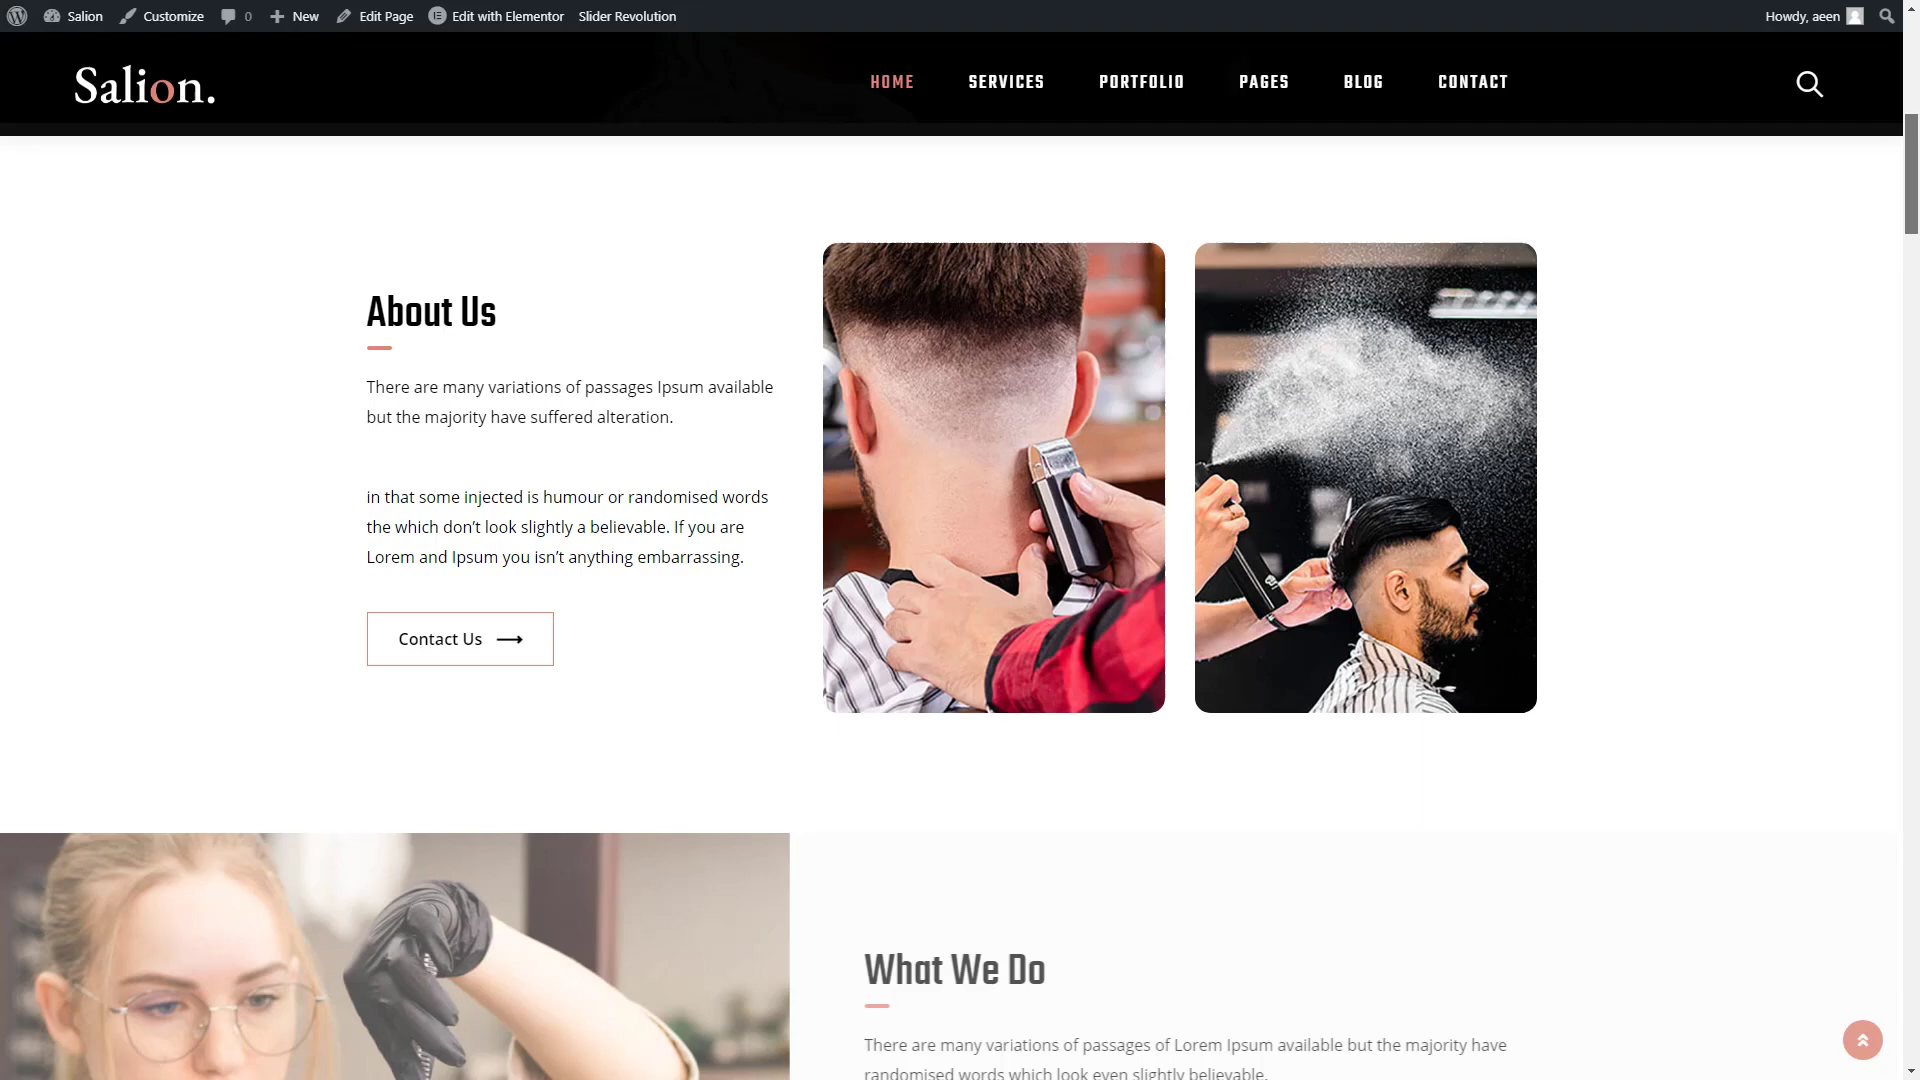 Salion Customize 0 New Edit Page Edit with Elementor Slider Revolution Howdy, aeen
Salion. HOME SERVICES PORTFOLIO PAGES BLOG CONTACT
About Us
There are many variations of passages Ipsum available
but the majority have suffered alteration.
in that some injected is humour or randomised words
the which don’t look slightly a believable. If you are
Lorem and Ipsum you isn’t anything embarrassing.
Contact Us
What We Do
There are many variations of passages of Lorem Ipsum available but the majority have
randomised words which look even slightly believable.